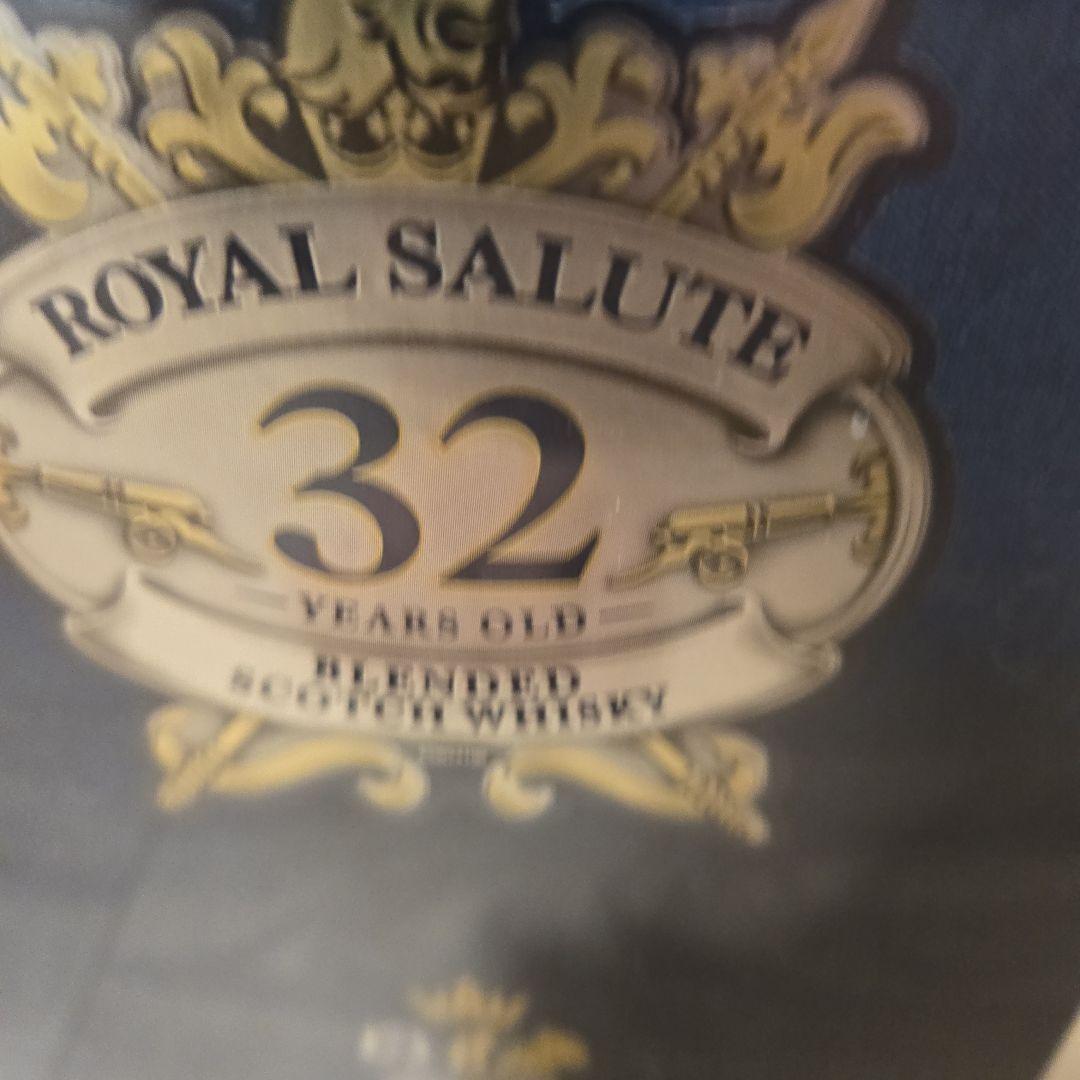 ROYAL SALUTE
32
YEARS OLD
BLENDED
SCOTCH WHISKY